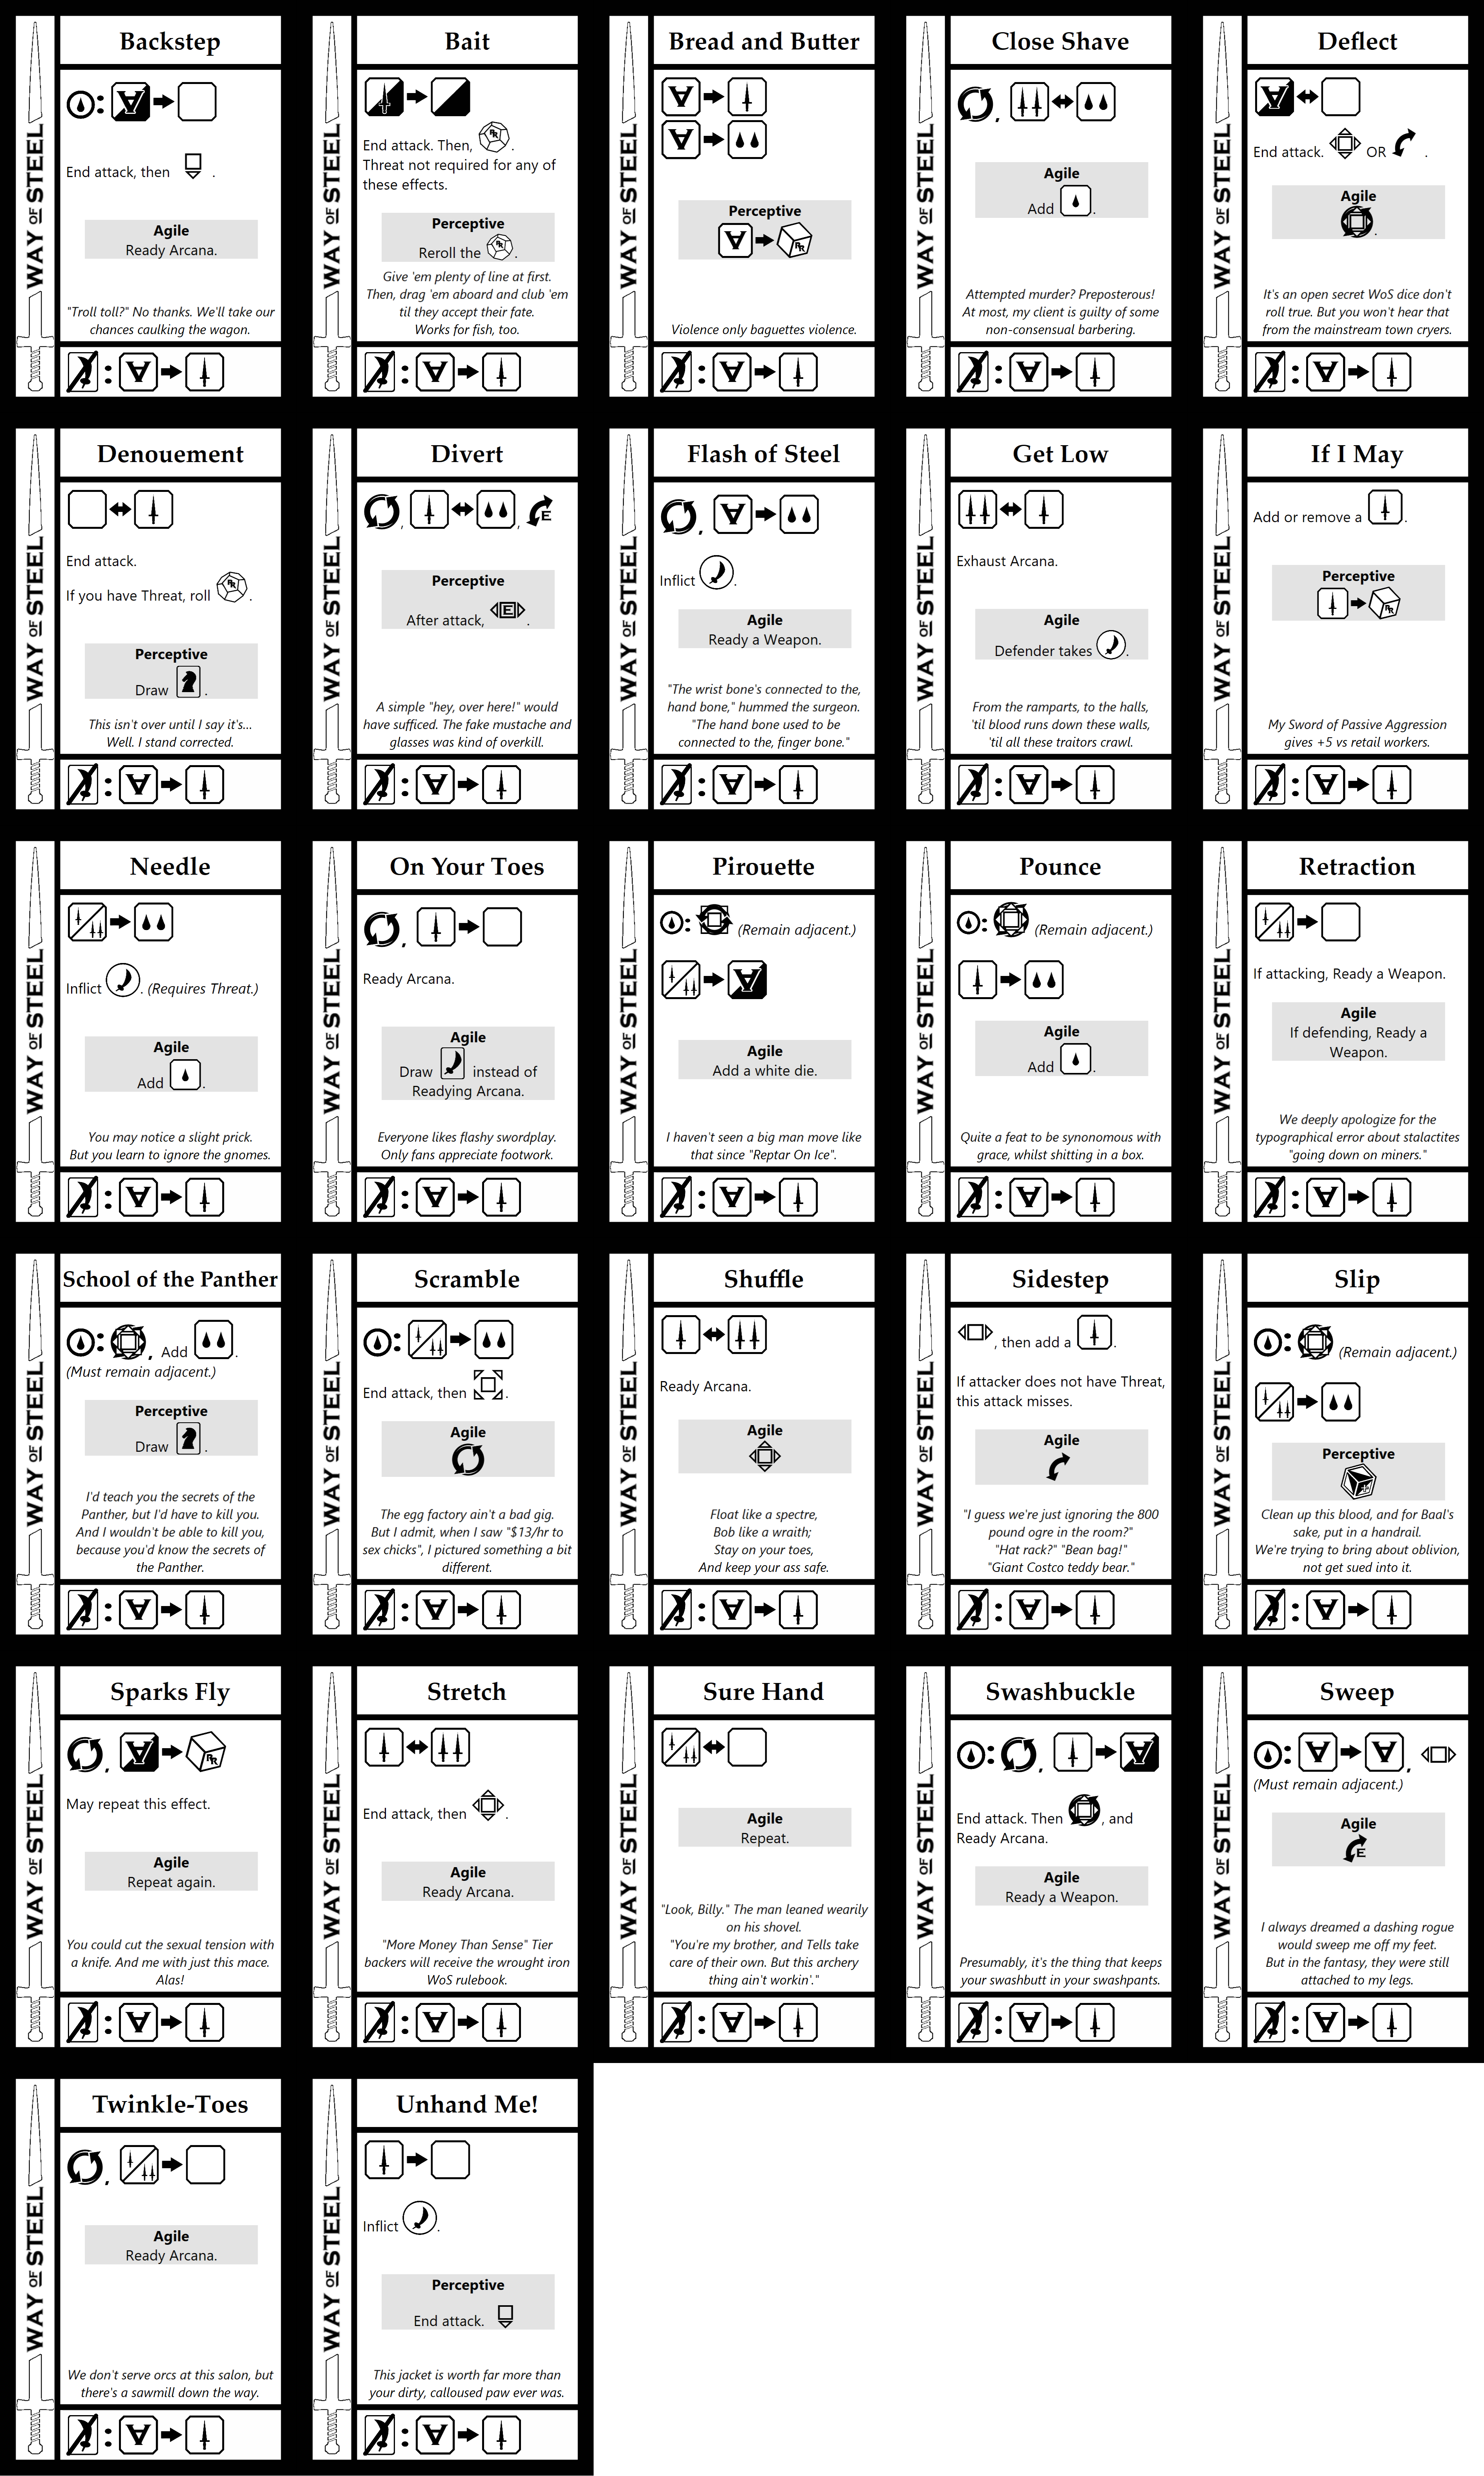 Backstep
WAY OF STEEL
End attack, then .
Agile
Ready Arcana.
"Troll toll?" No thanks. We'll take our
chances caulking the wagon.
Bait
WAY OF STEEL
End attack. Then, RR .
Threat not required for any of
these effects.
Perceptive
Reroll the RR .
Give 'em plenty of line at first.
Then, drag 'em aboard and club 'em
til they accept their fate.
Works for fish, too.
Bread and Butter
WAY OF STEEL
Perceptive
RR
Violence only baguettes violence.
Close Shave
WAY OF STEEL
Agile
Add .
Attempted murder? Preposterous!
At most, my client is guilty of some
non-consensual barbering.
Deflect
WAY OF STEEL
End attack. OR .
Agile
It's an open secret WoS dice don't
roll true. But you won't hear that
from the mainstream town cryers.
Denouement
WAY OF STEEL
End attack.
If you have Threat, roll RR .
Perceptive
Draw .
This isn't over until I say it's...
Well. I stand corrected.
Divert
WAY OF STEEL
E
Perceptive
After attack, E .
A simple "hey, over here!" would
have sufficed. The fake mustache and
glasses was kind of overkill.
Flash of Steel
WAY OF STEEL
Inflict .
Agile
Ready a Weapon.
"The wrist bone's connected to the,
hand bone," hummed the surgeon.
"The hand bone used to be
connected to the, finger bone."
Get Low
WAY OF STEEL
Exhaust Arcana.
Agile
Defender takes .
From the ramparts, to the halls,
'til blood runs down these walls,
'til all these traitors crawl.
If I May
WAY OF STEEL
Add or remove a .
Perceptive
RR
My Sword of Passive Aggression
gives +5 vs retail workers.
Needle
WAY OF STEEL
Inflict . (Requires Threat.)
Agile
Add .
You may notice a slight prick.
But you learn to ignore the gnomes.
On Your Toes
WAY OF STEEL
Ready Arcana.
Agile
Draw instead of
Readying Arcana.
Everyone likes flashy swordplay.
Only fans appreciate footwork.
Pirouette
WAY OF STEEL
(Remain adjacent.)
Agile
Add a white die.
I haven't seen a big man move like
that since "Reptar On Ice".
Pounce
WAY OF STEEL
(Remain adjacent.)
Agile
Add .
Quite a feat to be synonomous with
grace, whilst shitting in a box.
Retraction
WAY OF STEEL
If attacking, Ready a Weapon.
Agile
If defending, Ready a
Weapon.
We deeply apologize for the
typographical error about stalactites
"going down on miners."
School of the Panther
WAY OF STEEL
, Add .
(Must remain adjacent.)
Perceptive
Draw .
I'd teach you the secrets of the
Panther, but I'd have to kill you.
And I wouldn't be able to kill you,
because you'd know the secrets of
the Panther.
Scramble
WAY OF STEEL
End attack, then .
Agile
The egg factory ain't a bad gig.
But I admit, when I saw "$13/hr to
sex chicks", I pictured something a bit
different.
Shuffle
WAY OF STEEL
Ready Arcana.
Agile
Float like a spectre,
Bob like a wraith;
Stay on your toes,
And keep your ass safe.
Sidestep
WAY OF STEEL
, then add a .
If attacker does not have Threat,
this attack misses.
Agile
"I guess we're just ignoring the 800
pound ogre in the room?"
"Hat rack?" "Bean bag!"
"Giant Costco teddy bear."
Slip
WAY OF STEEL
(Remain adjacent.)
Perceptive
Clean up this blood, and for Baal's
sake, put in a handrail.
We're trying to bring about oblivion,
not get sued into it.
Sparks Fly
WAY OF STEEL
RR
May repeat this effect.
Agile
Repeat again.
You could cut the sexual tension with
a knife. And me with just this mace.
Alas!
Stretch
WAY OF STEEL
End attack, then .
Agile
Ready Arcana.
"More Money Than Sense" Tier
backers will receive the wrought iron
WoS rulebook.
Sure Hand
WAY OF STEEL
Agile
Repeat.
"Look, Billy." The man leaned wearily
on his shovel.
"You're my brother, and Tells take
care of their own. But this archery
thing ain't workin'."
Swashbuckle
WAY OF STEEL
End attack. Then , and
Ready Arcana.
Agile
Ready a Weapon.
Presumably, it's the thing that keeps
your swashbutt in your swashpants.
Sweep
WAY OF STEEL
(Must remain adjacent.)
Agile
E
I always dreamed a dashing rogue
would sweep me off my feet.
But in the fantasy, they were still
attached to my legs.
Twinkle-Toes
WAY OF STEEL
Agile
Ready Arcana.
We don't serve orcs at this salon, but
there's a sawmill down the way.
Unhand Me!
WAY OF STEEL
Inflict .
Perceptive
End attack.
This jacket is worth far more than
your dirty, calloused paw ever was.